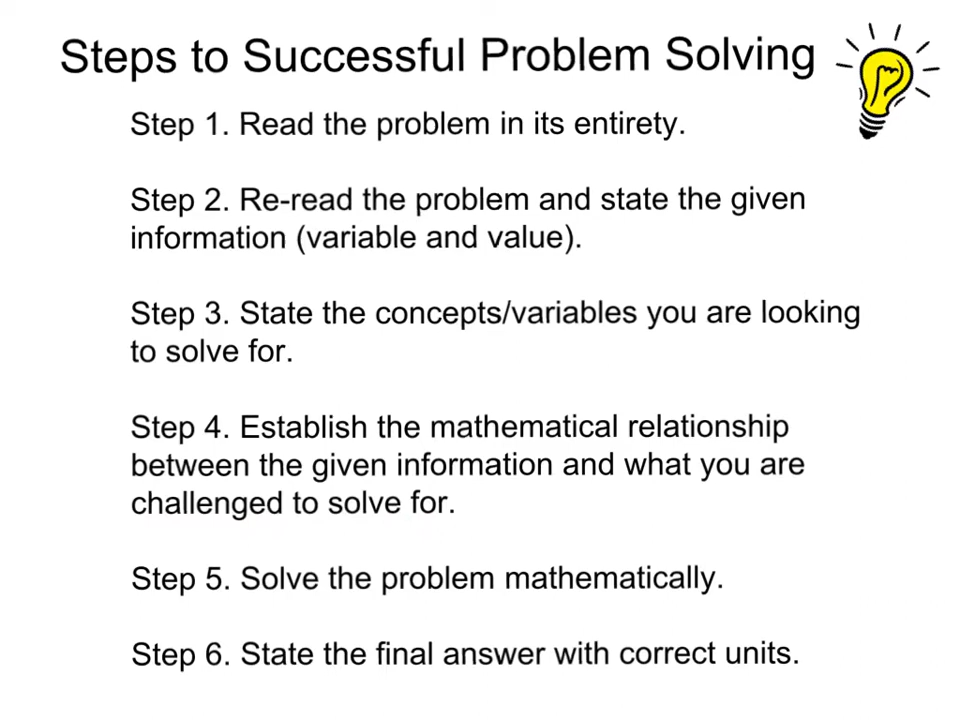 Steps to Successful Problem Solving
Step 1. Read the problem in its entirety.
Step 2. Re-read the problem and state the given
information (variable and value).
Step 3. State the concepts/variables you are looking
to solve for.
Step 4. Establish the mathematical relationship
between the given information and what you are
challenged to solve for.
Step 5. Solve the problem mathematically.
Step 6. State the final answer with correct units.